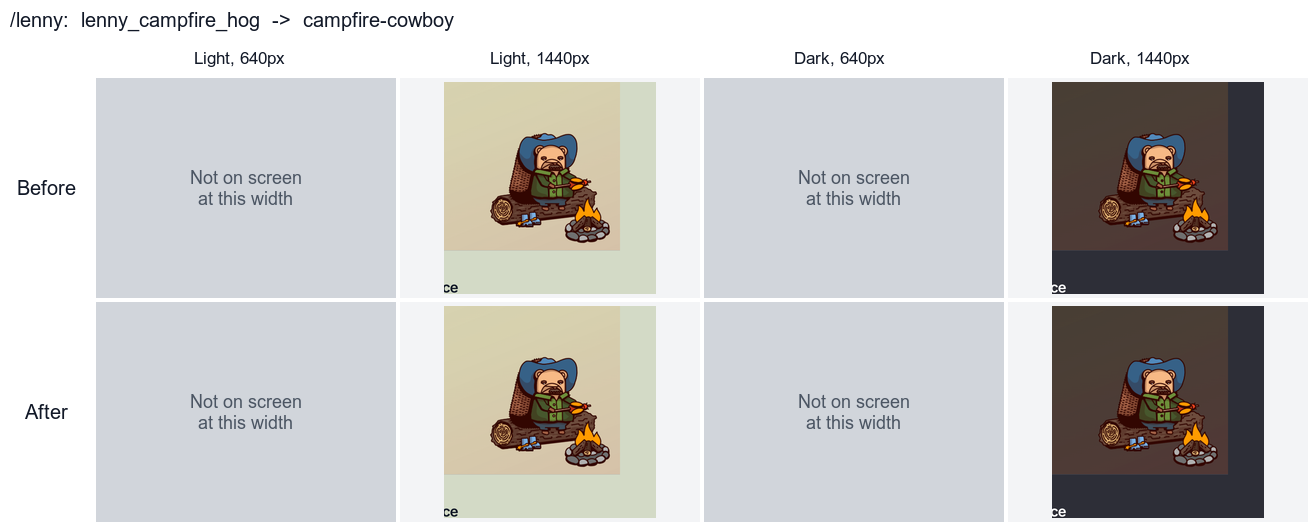 /lenny: lenny_campfire_hog -> campfire-cowboy
Light, 640px
Light, 1440px
Dark, 640px
Dark, 1440px
Before
Not on screen
at this width
ce
Not on screen
at this width
ce
After
Not on screen
at this width
ce
Not on screen
at this width
ce